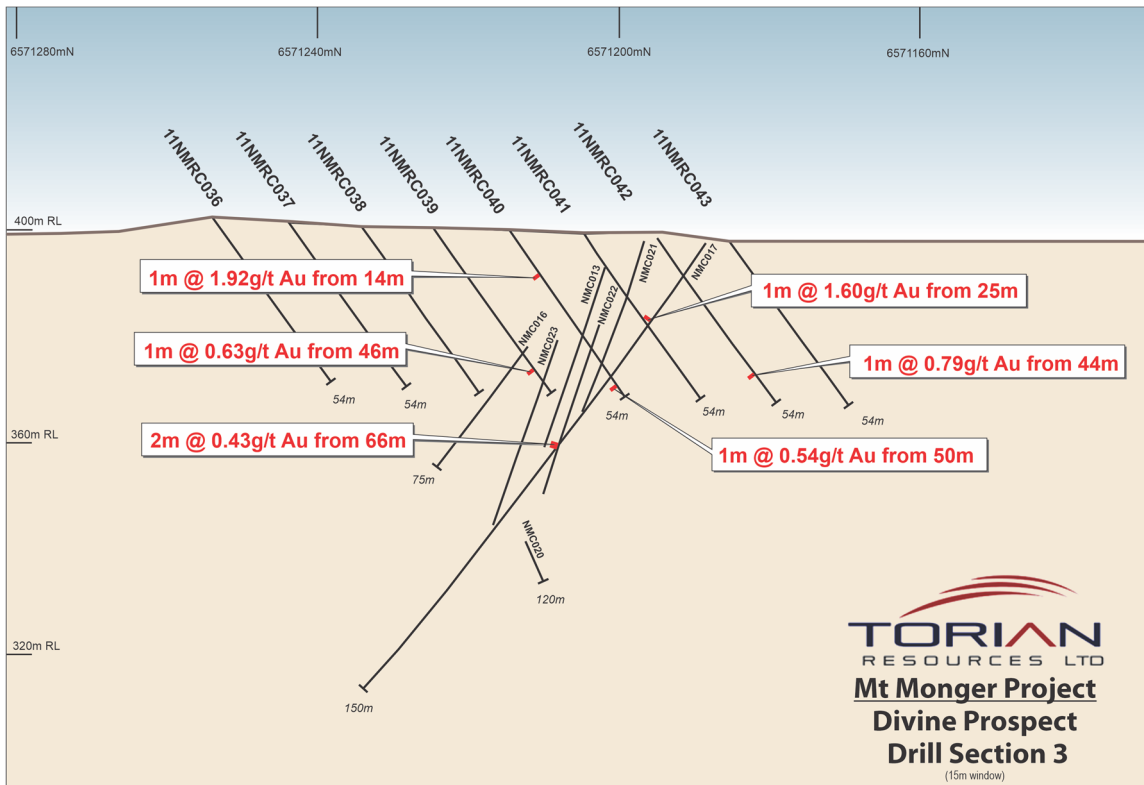 6571280mN
6571240mN
6571200mN
6571160mN
11NMRC036
11NMRC037
11NMRC038
11NMRC039
11NMRC040
11NMRC041
11NMRC042
11NMRC043
400m RL
NMC013
NMC022
NMC021
NMC017
1m @ 1.92g/t Au from 14m
1m @ 1.60g/t Au from 25m
NMC016
NMC023
1m @ 0.63g/t Au from 46m
1m @ 0.79g/t Au from 44m
54m
54m
54m
54m
54m
54m
360m RL
2m @ 0.43g/t Au from 66m
1m @ 0.54g/t Au from 50m
75m
NMC020
120m
320m RL
150m
TORIAN
RESOURCES LTD
Mt Monger Project
Divine Prospect
Drill Section 3
(15m window)